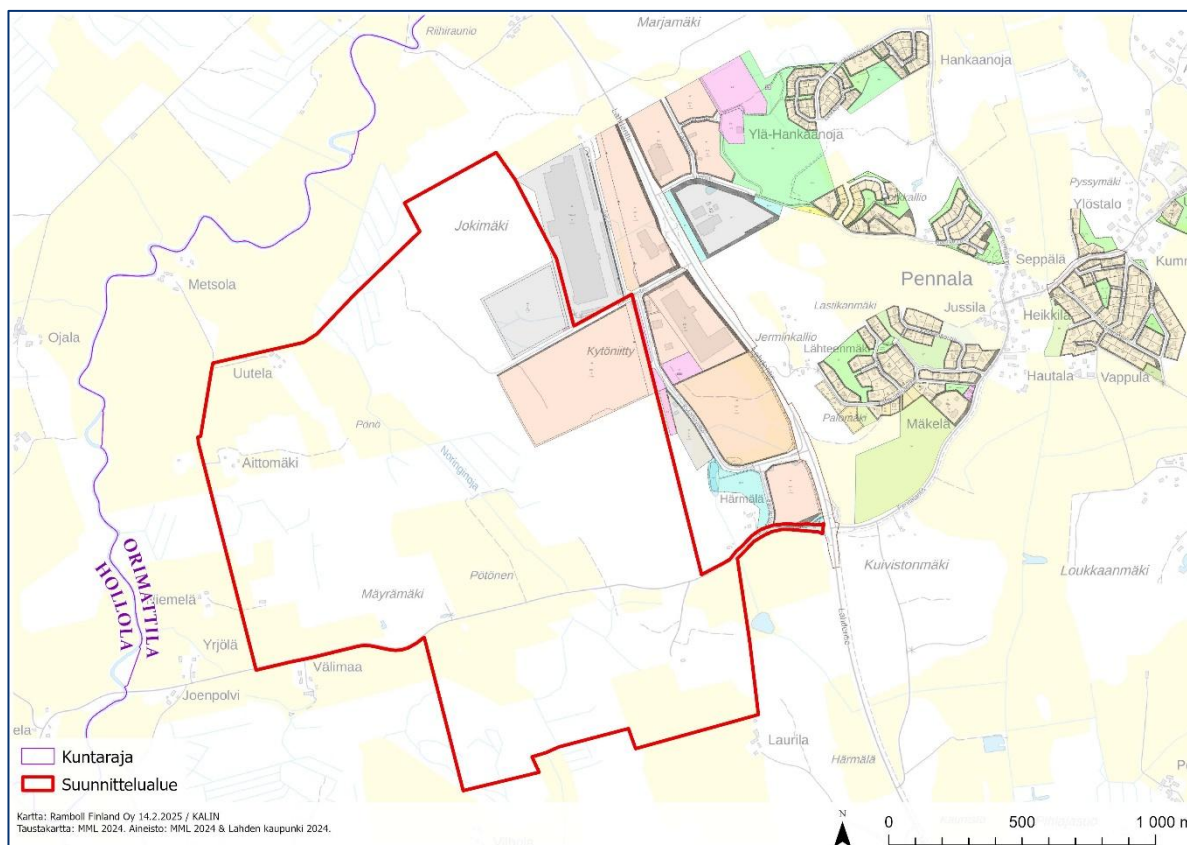 Marjamäki
Riihiraunio
Hankaanoja
Ylä-Hankaanoja
Pyssymäki
Ylöstalo
Jokimäki
Seppälä
Metsola
Pennala
Jussila
Heikkilä
Lassikanmäki
Ojala
Jerminkallio
Lähteenmäki
Kytöniitty
Hautala
Vappula
Uutela
Palomäki
Mäkelä
Pönö
Aittomäki
Noringinoja
Härmälä
ORIMATTILA
HOLLOLA
Kuivistonmäki
Loukkaanmäki
Pötönen
Mäyrämäki
Yrjölä
Välimaa
Joenpolvi
Laurila
Härmälä
Kuntaraja
Suunnittelualue
Kartta: Ramboll Finland Oy 14.2.2025 / KALIN
Taustakartta: MML 2024. Aineisto: MML 2024 & Lahden kaupunki 2024.
N
0 500 1 000 m